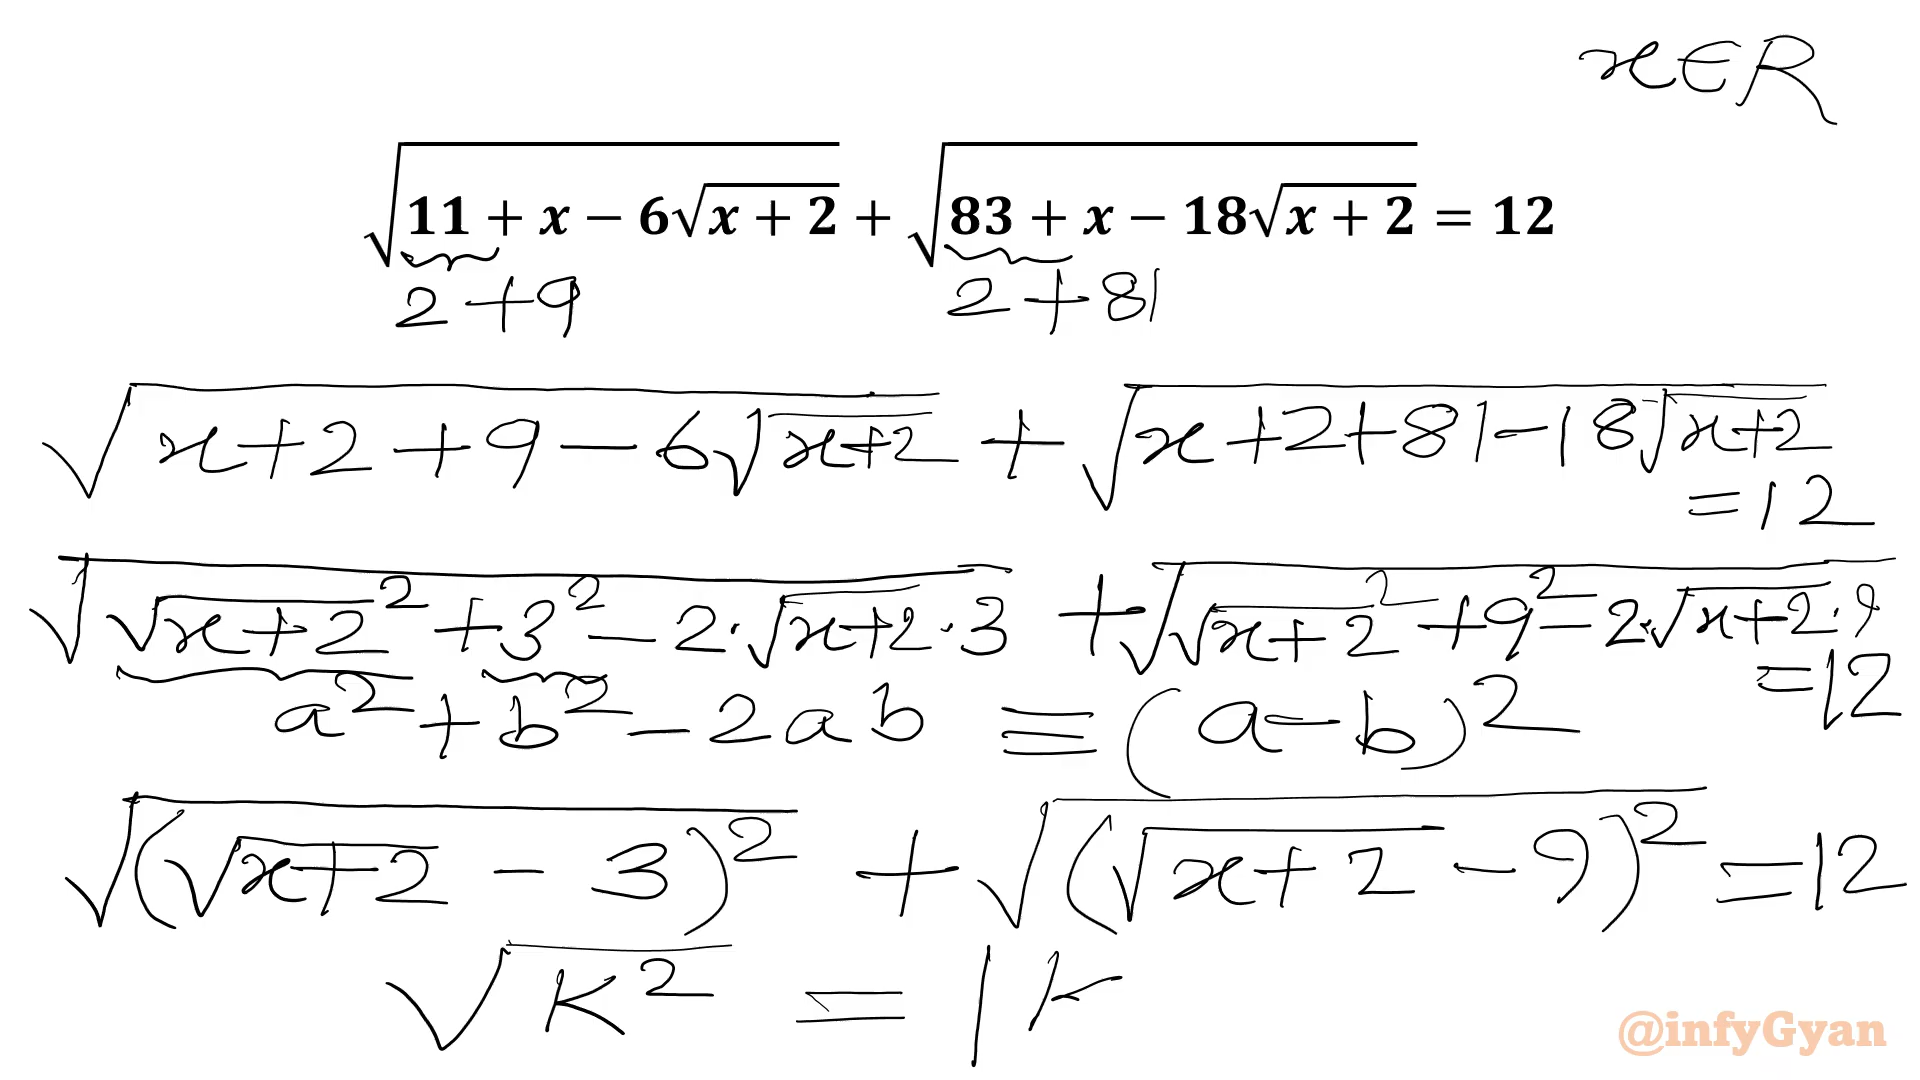 x∈R
√(11 + x − 6√(x + 2)) + √(83 + x − 18√(x + 2)) = 12
2+9 2+81
√(x+2+9−6√(x+2)) + √(x+2+81−18√(x+2))
=12
√(√(x+2)² + 3² − 2·√(x+2)·3) + √(√(x+2)² + 9² − 2·√(x+2)·9)
=12
a² + b² − 2ab ≡ (a−b)²
√((√(x+2) − 3)²) + √((√(x+2) − 9)²) = 12
√(K²) = |K
@infyGyan